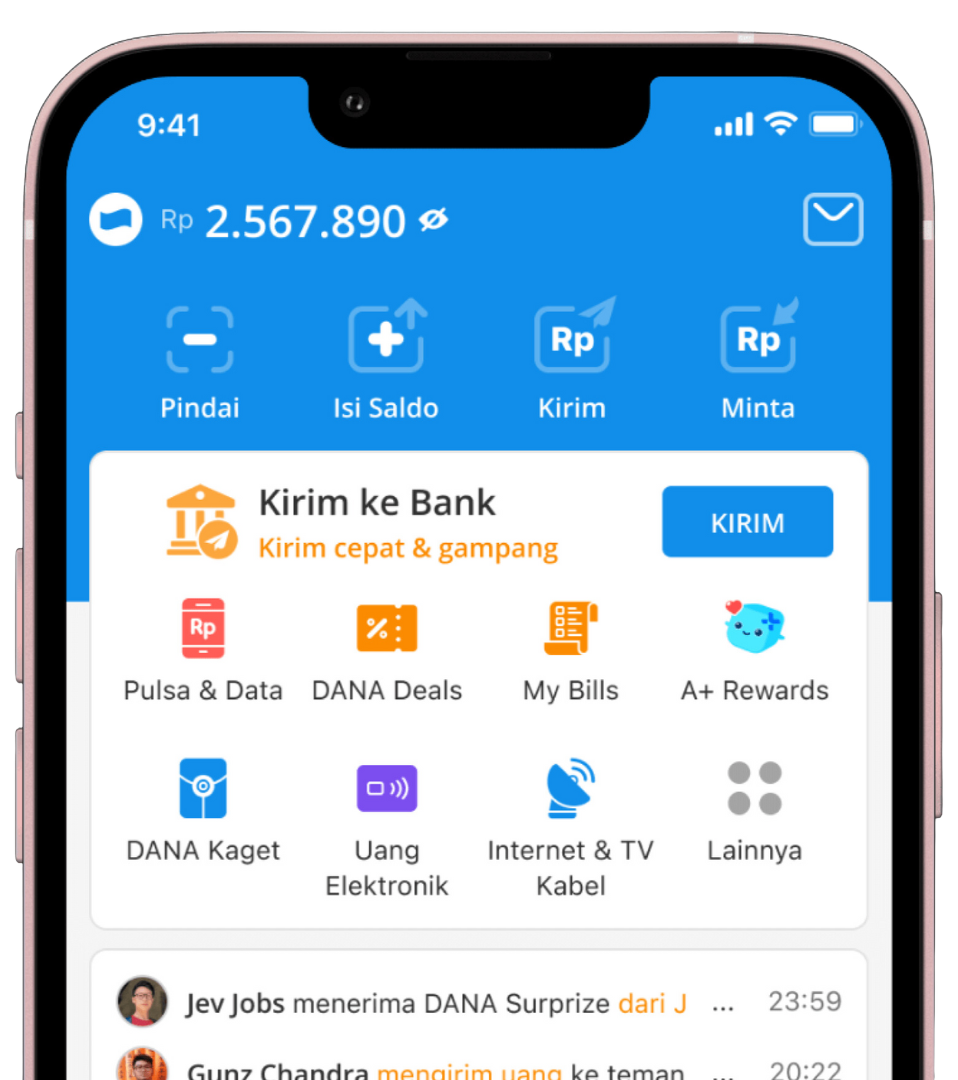 9:41
Rp 2.567.890
Rp Rp
Pindai Isi Saldo Kirim Minta
Kirim ke Bank
KIRIM
Kirim cepat & gampang
Rp
Pulsa & Data DANA Deals My Bills A+ Rewards
DANA Kaget Uang Elektronik Internet & TV Kabel Lainnya
Jev Jobs menerima DANA Surprize dari J ... 23:59
Gunz Chandra mengirim uang ke teman ... 20:22